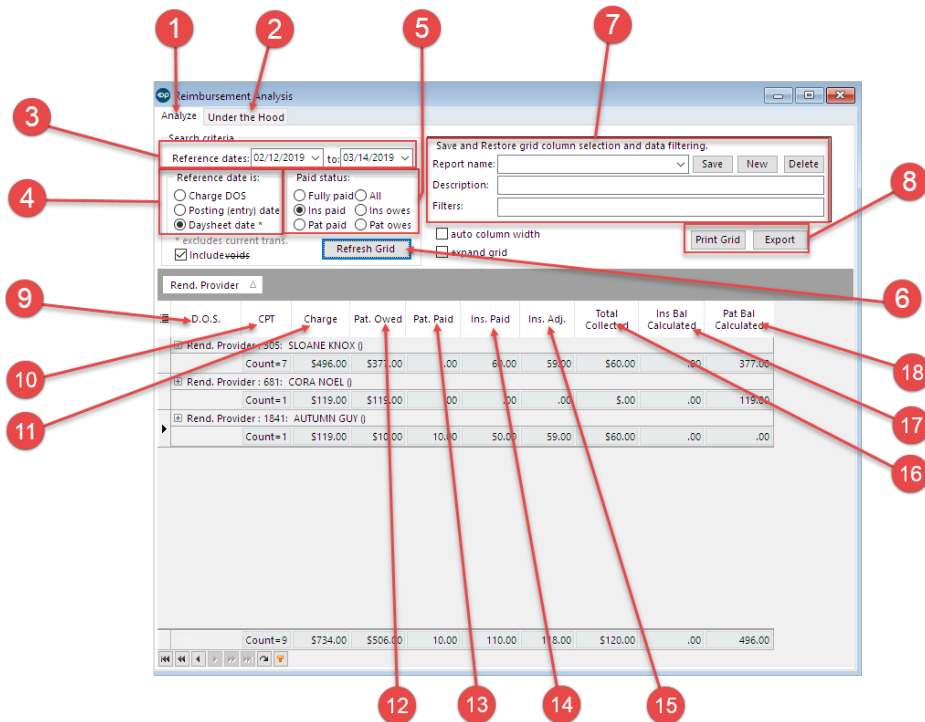 1
2
5
7
op Reimbursement Analysis
Analyze Under the Hood
3
Search criteria
Reference dates: 02/12/2019 to: 03/14/2019
Save and Restore grid column selection and data filtering.
Report name: Save New Delete
Reference date is: Paid status:
Description:
8
4
Charge DOS Fully paid All
Filters:
Posting (entry) date Ins paid Ins owes
Daysheet date * Pat paid Pat owes
auto column width Print Grid Export
* excludes current trans.
Include voids Refresh Grid expand grid
Rend. Provider
9
6
D.O.S. CPT Charge Pat. Owed Pat. Paid Ins. Paid Ins. Adj. Total Collected Ins Bal Calculated Pat Bal Calculated
Rend. Provider : 305: SLOANE KNOX ()
Count=7 $496.00 $377.00 .00 60.00 59.00 $60.00 .00 377.00
10
18
Rend. Provider : 681: CORA NOEL ()
Count=1 $119.00 $119.00 .00 .00 .00 $.00 .00 119.00
Rend. Provider : 1841: AUTUMN GUY ()
11
17
Count=1 $119.00 $10.00 10.00 50.00 59.00 $60.00 .00 .00
16
Count=9 $734.00 $506.00 10.00 110.00 118.00 $120.00 .00 496.00
12
13
14
15